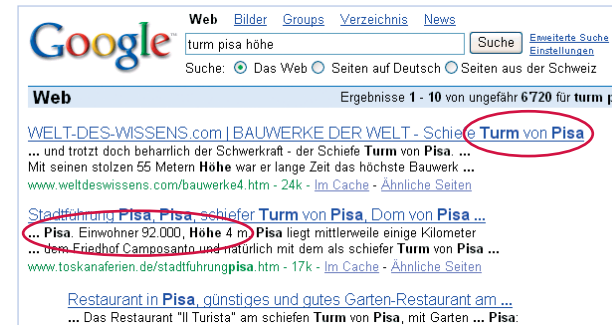 Google
Web Bilder Groups Verzeichnis News
turm pisa höhe
Suche
Erweiterte Suche
Einstellungen
Suche: Das Web Seiten auf Deutsch Seiten aus der Schweiz
Web Ergebnisse 1 - 10 von ungefähr 6'720 für turm p
WELT-DES-WISSENS.com | BAUWERKE DER WELT - Schiefe Turm von Pisa
... und trotzt doch beharrlich der Schwerkraft - der Schiefe Turm von Pisa. ...
Mit seinen stolzen 55 Metern Höhe war er lange Zeit das höchste Bauwerk ...
www.weltdeswissens.com/bauwerke4.htm - 24k - Im Cache - Ähnliche Seiten
Stadtführung Pisa, Pisa, schiefer Turm von Pisa, Dom von Pisa ...
... Pisa. Einwohner 92.000, Höhe 4 m, Pisa liegt mittlerweile einige Kilometer
... dem Friedhof Camposanto und natürlich mit dem als schiefer Turm von Pisa ...
www.toskanaferien.de/stadtfuhrungpisa.htm - 17k - Im Cache - Ähnliche Seiten
Restaurant in Pisa, günstiges und gutes Garten-Restaurant am ...
... Das Restaurant "Il Turista" am schiefen Turm von Pisa, mit Garten ... Pisa: